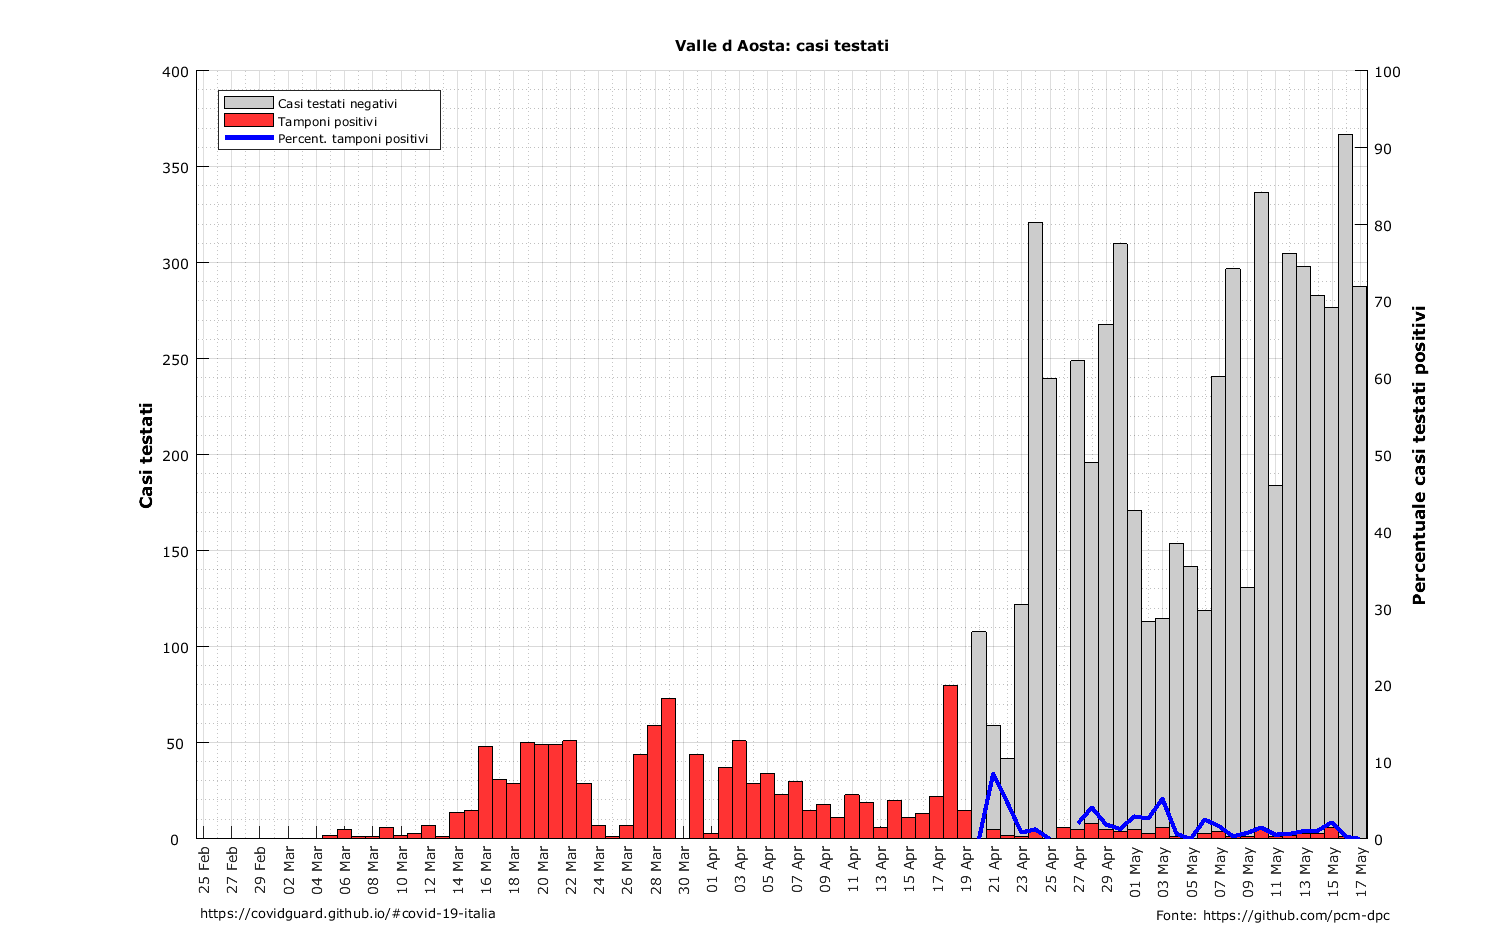 Valle d Aosta: casi testati
Casi testati negativi
Tamponi positivi
Percent. tamponi positivi
Casi testati
400
350
300
250
200
150
100
50
0
100
90
80
70
60
50
40
30
20
10
0
Percentuale casi testati positivi
25 Feb
27 Feb
29 Feb
02 Mar
04 Mar
06 Mar
08 Mar
10 Mar
12 Mar
14 Mar
16 Mar
18 Mar
20 Mar
22 Mar
24 Mar
26 Mar
28 Mar
30 Mar
01 Apr
03 Apr
05 Apr
07 Apr
09 Apr
11 Apr
13 Apr
15 Apr
17 Apr
19 Apr
21 Apr
23 Apr
25 Apr
27 Apr
29 Apr
01 May
03 May
05 May
07 May
09 May
11 May
13 May
15 May
17 May
https://covidguard.github.io/#covid-19-italia
Fonte: https://github.com/pcm-dpc